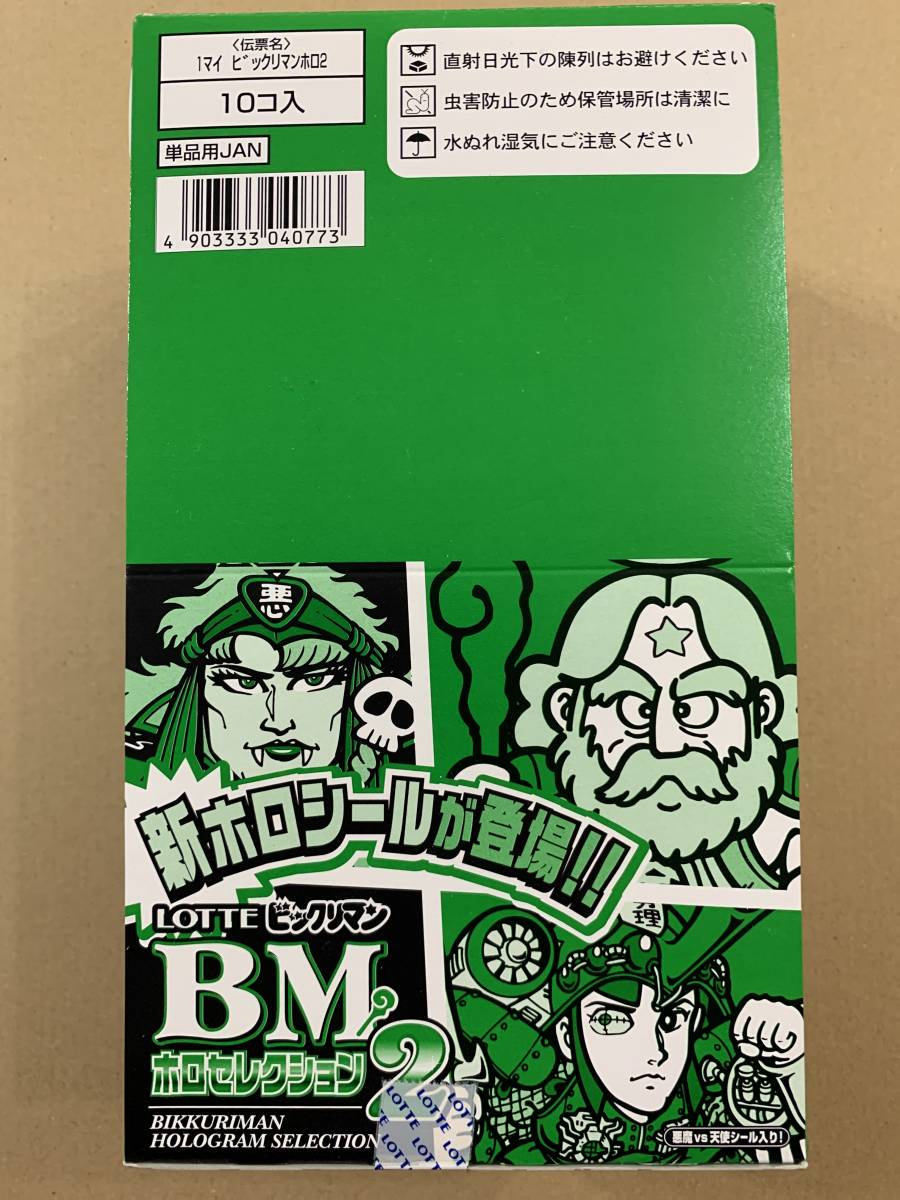 〈伝票名〉
1マイ ビックリマンホロ2
10コ入
単品用JAN
4 903333 040773
直射日光下の陳列はお避けください
虫害防止のため保管場所は清潔に
水ぬれ湿気にご注意ください
悪
新ホロシールが登場!!
LOTTE ビックリマン
BM
ホロセレクション2
BIKKURIMAN
HOLOGRAM SELECTION
理
LOTTE LOTTE LOTTE
LOTTE LOTTE
LOTTE
悪魔vs天使シール入り!